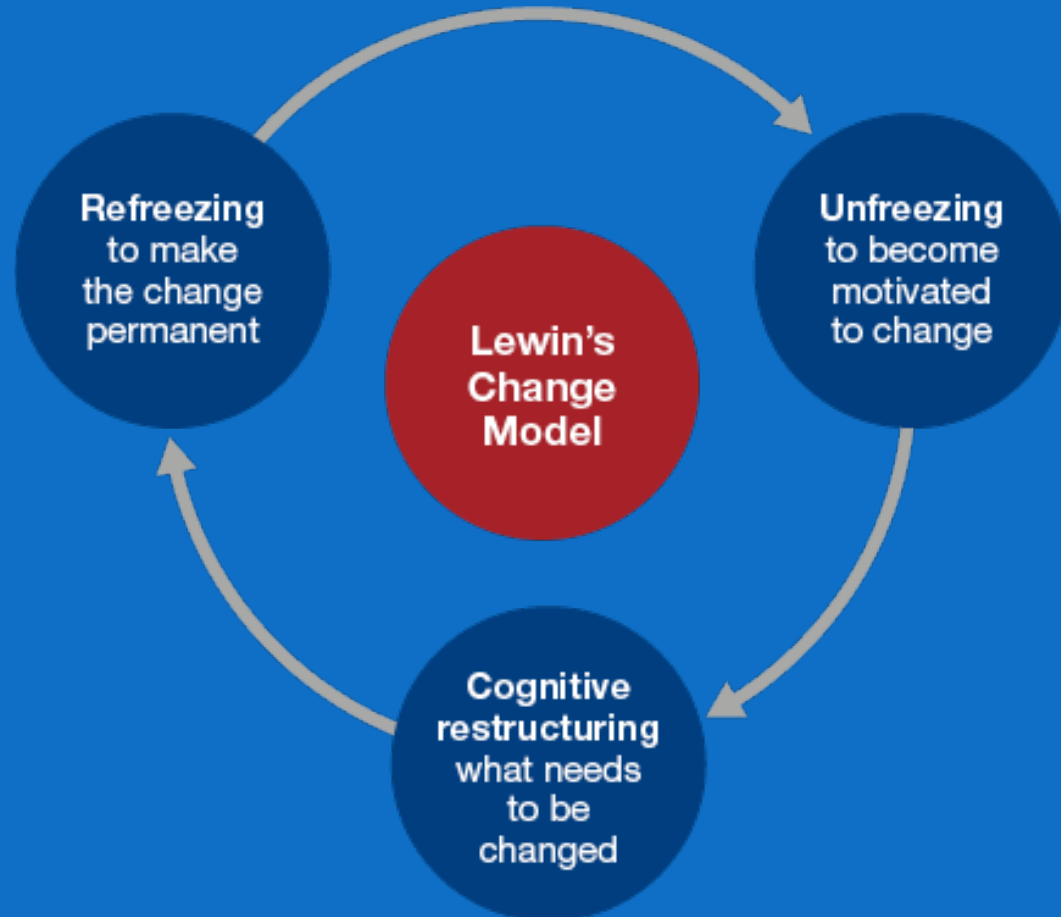 Refreezing
to make
the change
permanent
Unfreezing
to become
motivated
to change
Lewin’s
Change
Model
Cognitive
restructuring
what needs
to be
changed